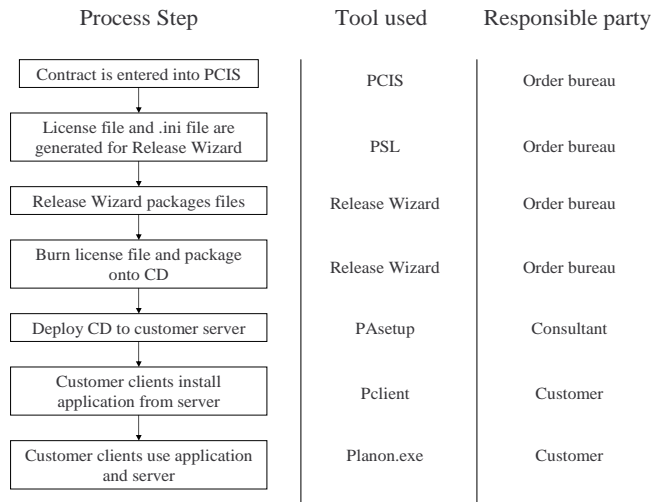 Process Step Tool used Responsible party
Contract is entered into PCIS PCIS Order bureau
License file and .ini file are
generated for Release Wizard PSL Order bureau
Release Wizard packages files Release Wizard Order bureau
Burn license file and package
onto CD Release Wizard Order bureau
Deploy CD to customer server PAsetup Consultant
Customer clients install
application from server Pclient Customer
Customer clients use application
and server Planon.exe Customer